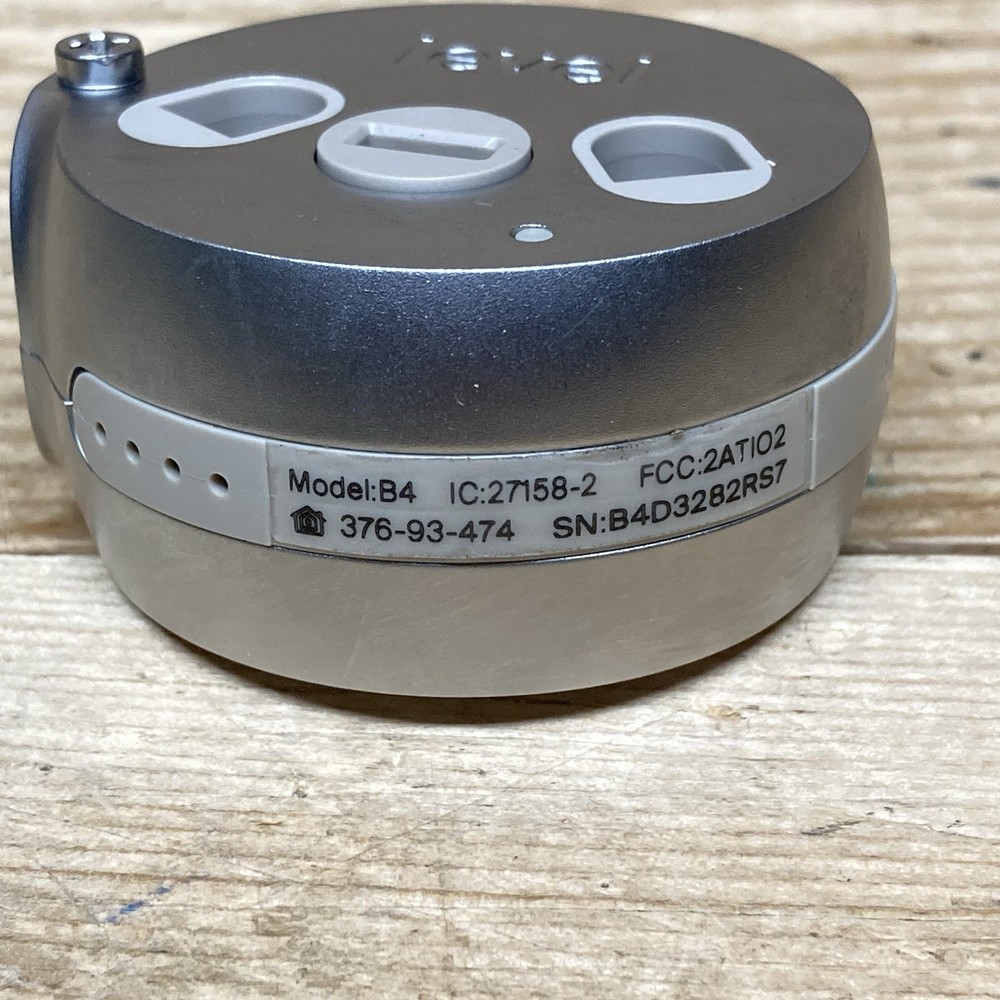 level
Model:B4 IC:27158-2 FCC:2ATIO2
376-93-474 SN:B4D3282RS7